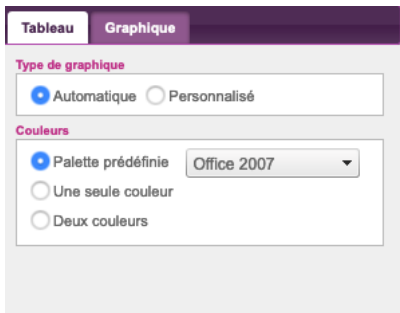 Tableau Graphique
Type de graphique
Automatique Personnalisé
Couleurs
Palette prédéfinie Office 2007
Une seule couleur
Deux couleurs